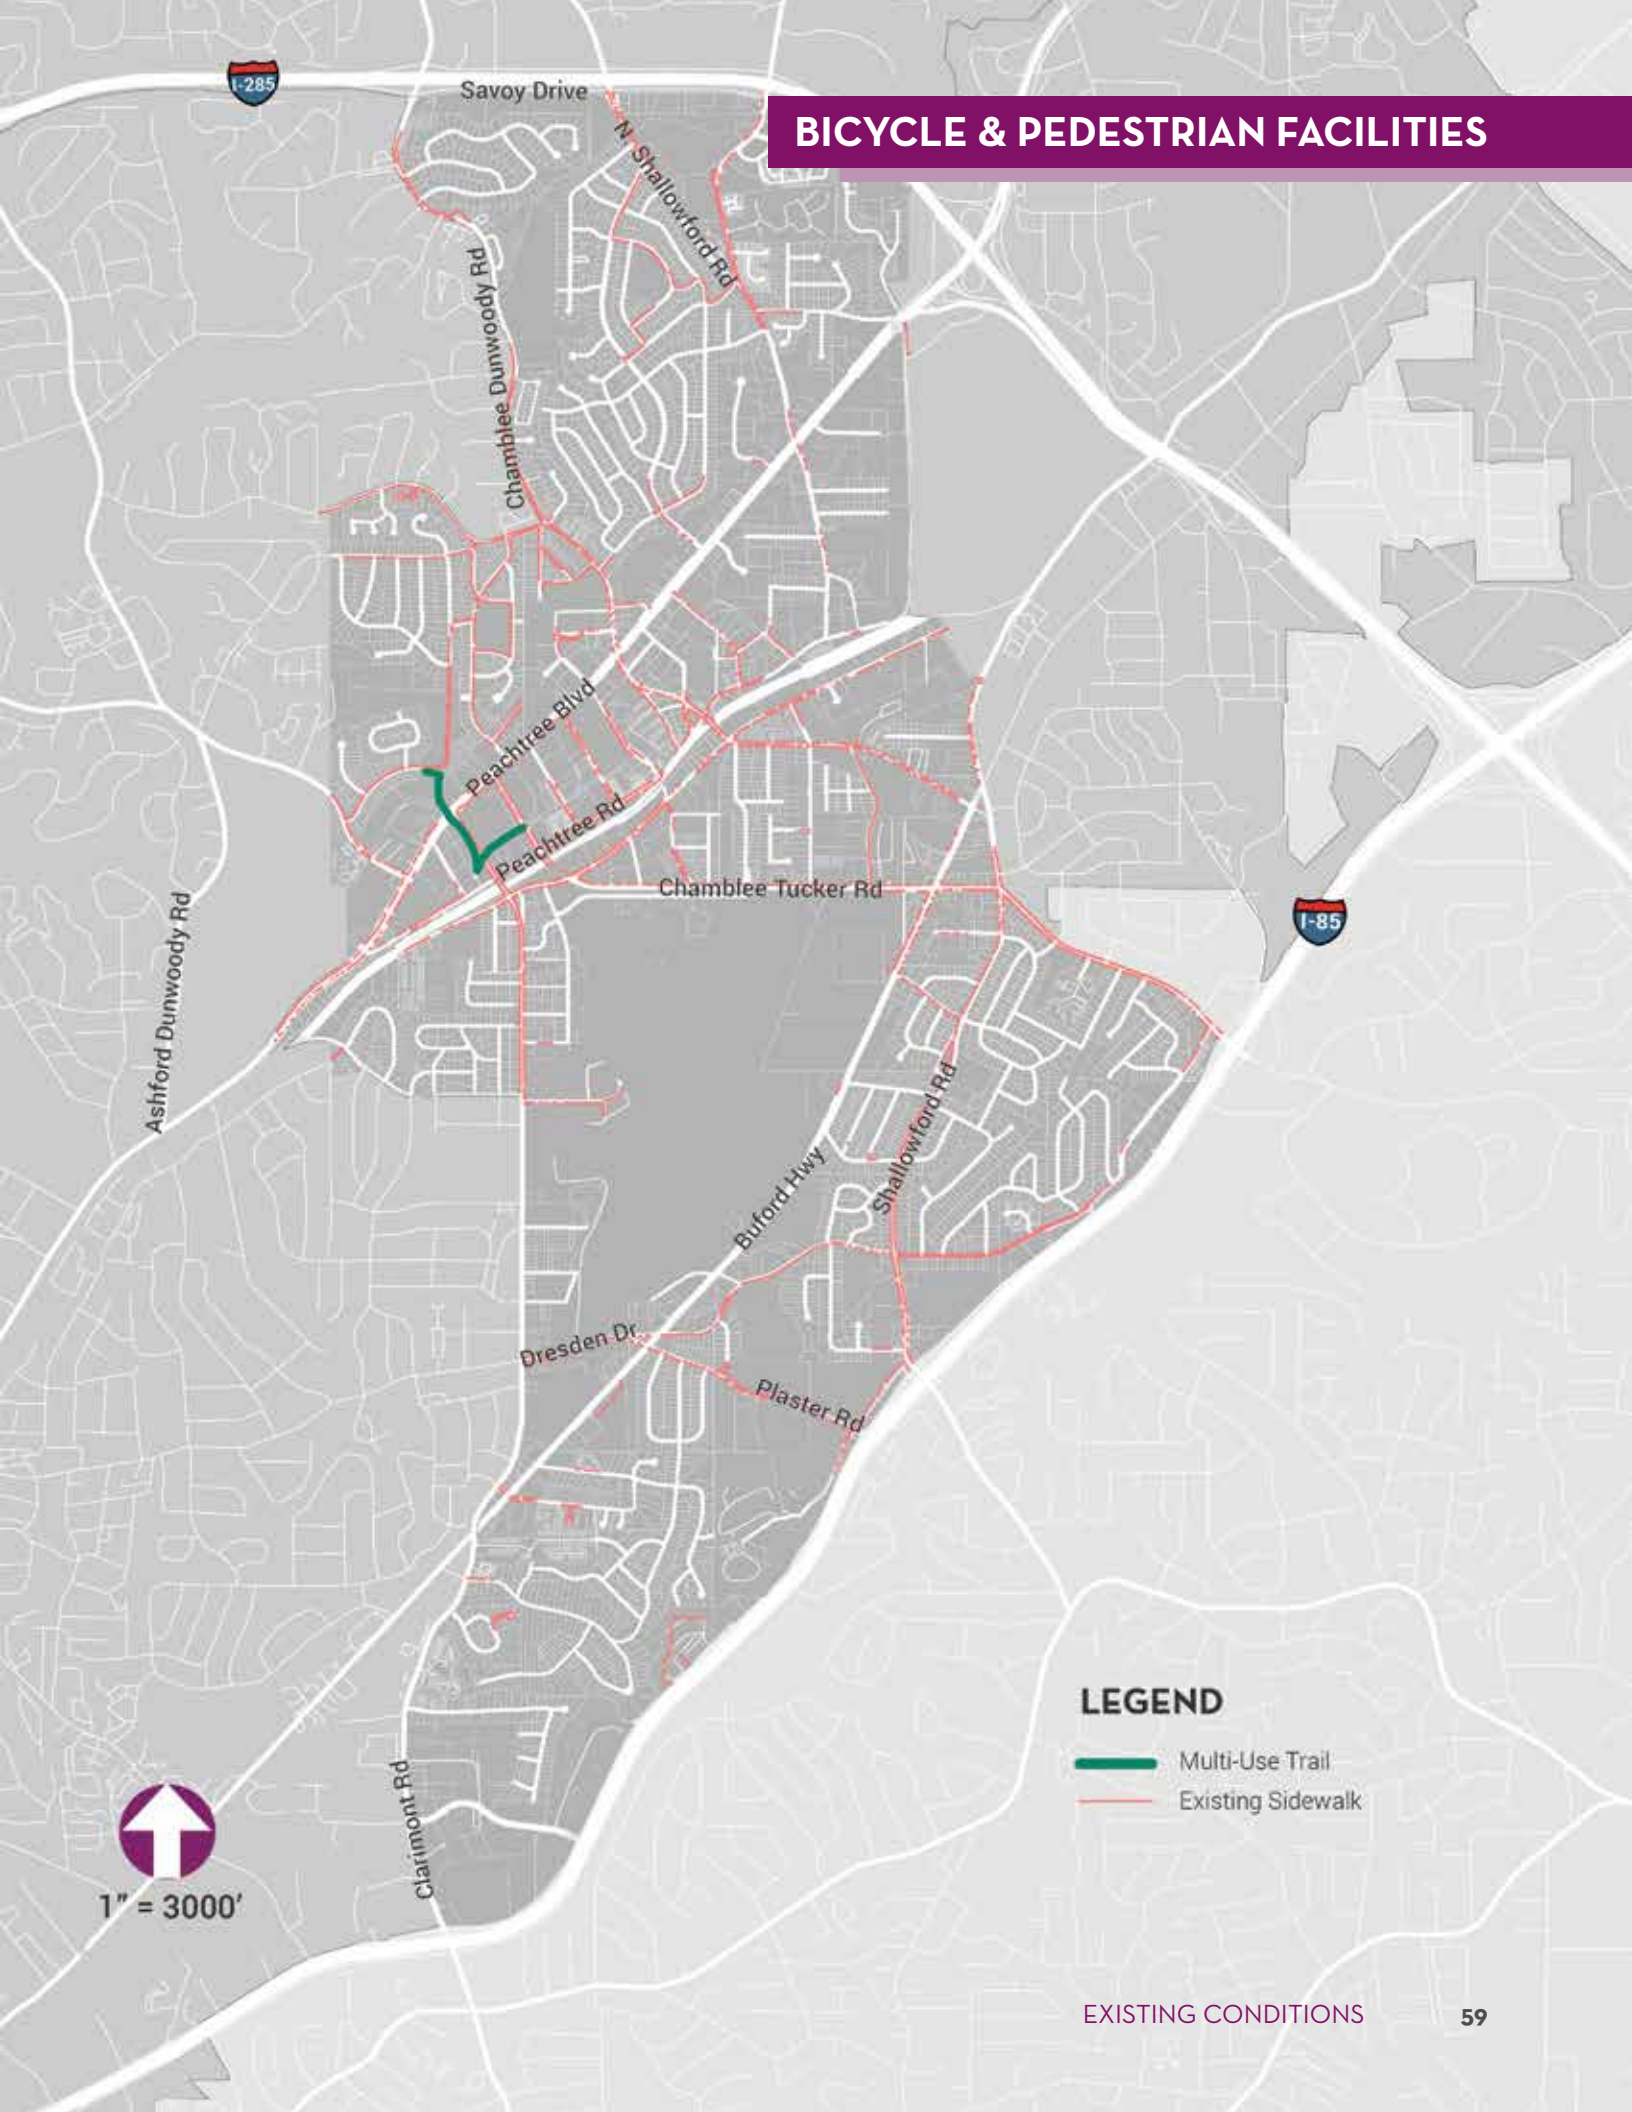 I-285
Savoy Drive
BICYCLE & PEDESTRIAN FACILITIES
N Shallowford Rd
Chamblee Dunwoody Rd
Peachtree Blvd
Peachtree Rd
Chamblee Tucker Rd
I-85
Ashford Dunwoody Rd
Shallowford Rd
Buford Hwy
Dresden Dr
Plaster Rd
LEGEND
Multi-Use Trail
Existing Sidewalk
Clarimont Rd
1" = 3000'
EXISTING CONDITIONS 59